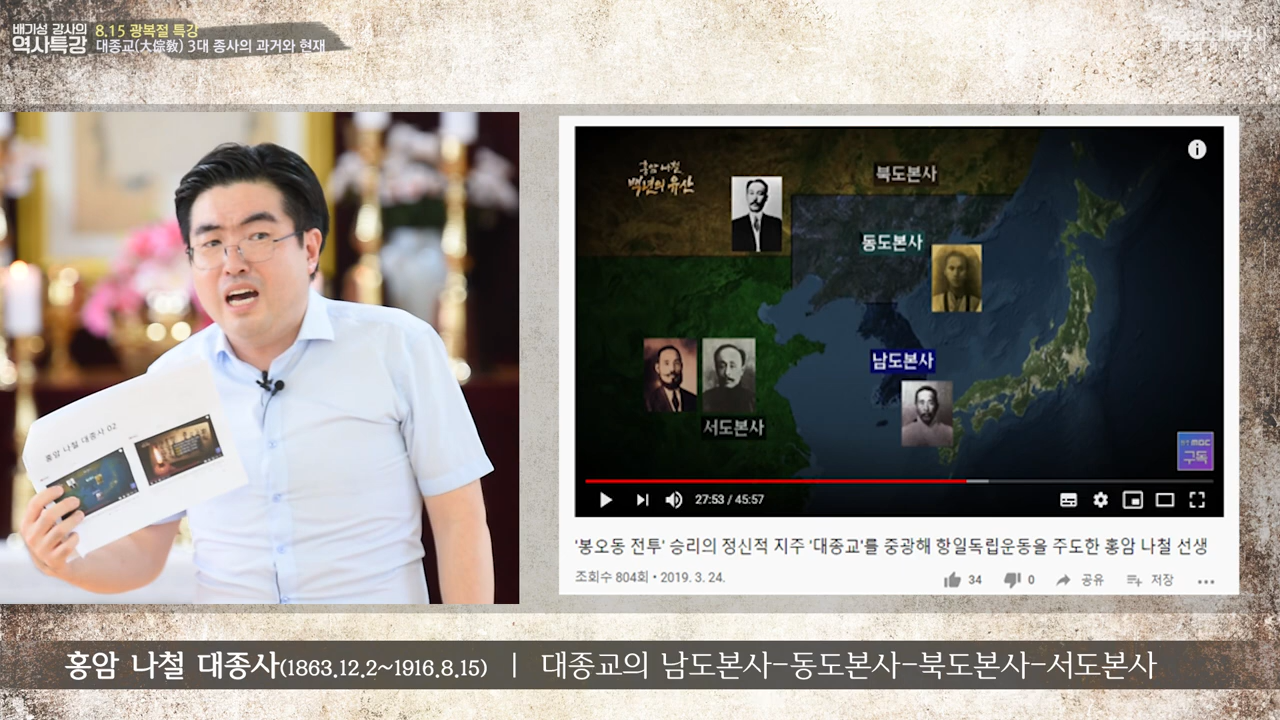 배기성 강사의
역사특강
8.15 광복절 특강
대종교(大倧敎) 3대 종사의 과거와 현재
홍암 나철
백년의 유산
북도본사
동도본사
남도본사
서도본사
MBC
구독
27:53 / 45:57
홍암 나철 대종사 02
'봉오동 전투' 승리의 정신적 지주 '대종교'를 중광해 항일독립운동을 주도한 홍암 나철 선생
조회수 804회 • 2019. 3. 24.
34
0
공유
저장
홍암 나철 대종사(1863.12.2~1916.8.15) | 대종교의 남도본사-동도본사-북도본사-서도본사